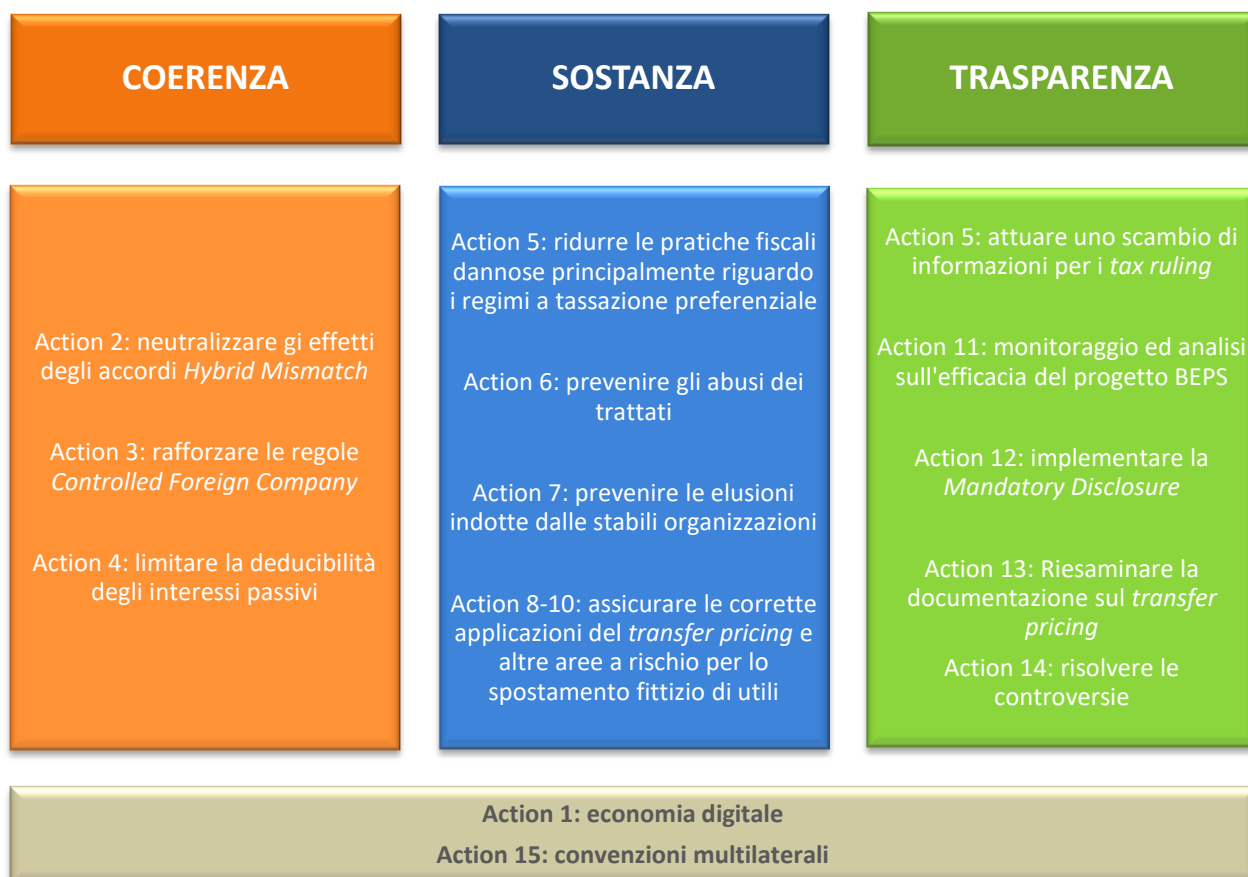 COERENZA
Action 2: neutralizzare gi effetti
degli accordi Hybrid Mismatch
Action 3: rafforzare le regole
Controlled Foreign Company
Action 4: limitare la deducibilità
degli interessi passivi
SOSTANZA
Action 5: ridurre le pratiche fiscali
dannose principalmente riguardo
i regimi a tassazione preferenziale
Action 6: prevenire gli abusi dei
trattati
Action 7: prevenire le elusioni
indotte dalle stabili organizzazioni
Action 8-10: assicurare le corrette
applicazioni del transfer pricing e
altre aree a rischio per lo
spostamento fittizio di utili
TRASPARENZA
Action 5: attuare uno scambio di
informazioni per i tax ruling
Action 11: monitoraggio ed analisi
sull'efficacia del progetto BEPS
Action 12: implementare la
Mandatory Disclosure
Action 13: Riesaminare la
documentazione sul transfer
pricing
Action 14: risolvere le
controversie
Action 1: economia digitale
Action 15: convenzioni multilaterali